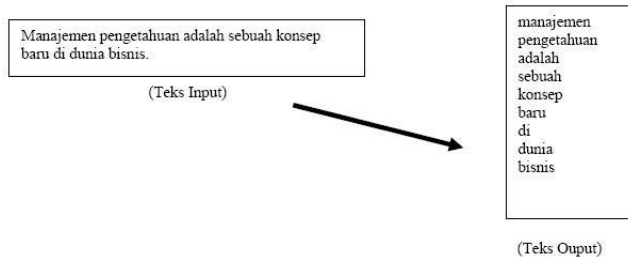 Manajemen pengetahuan adalah sebuah konsep
baru di dunia bisnis.
(Teks Input)
manajemen
pengetahuan
adalah
sebuah
konsep
baru
di
dunia
bisnis
(Teks Ouput)